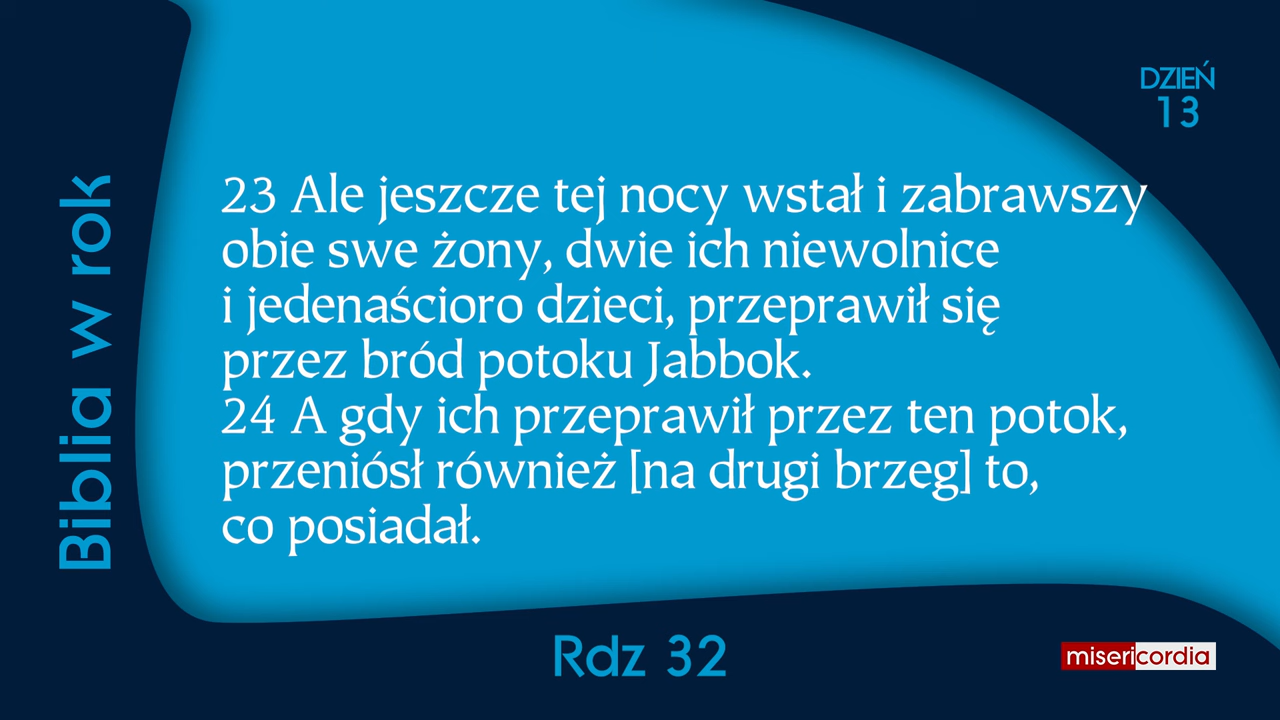 DZIEŃ
13
23 Ale jeszcze tej nocy wstał i zabrawszy
obie swe żony, dwie ich niewolnice
i jedenaścioro dzieci, przeprawił się
przez bród potoku Jabbok.
24 A gdy ich przeprawił przez ten potok,
przeniósł również [na drugi brzeg] to,
co posiadał.
Biblia w rok
Rdz 32
misericordia